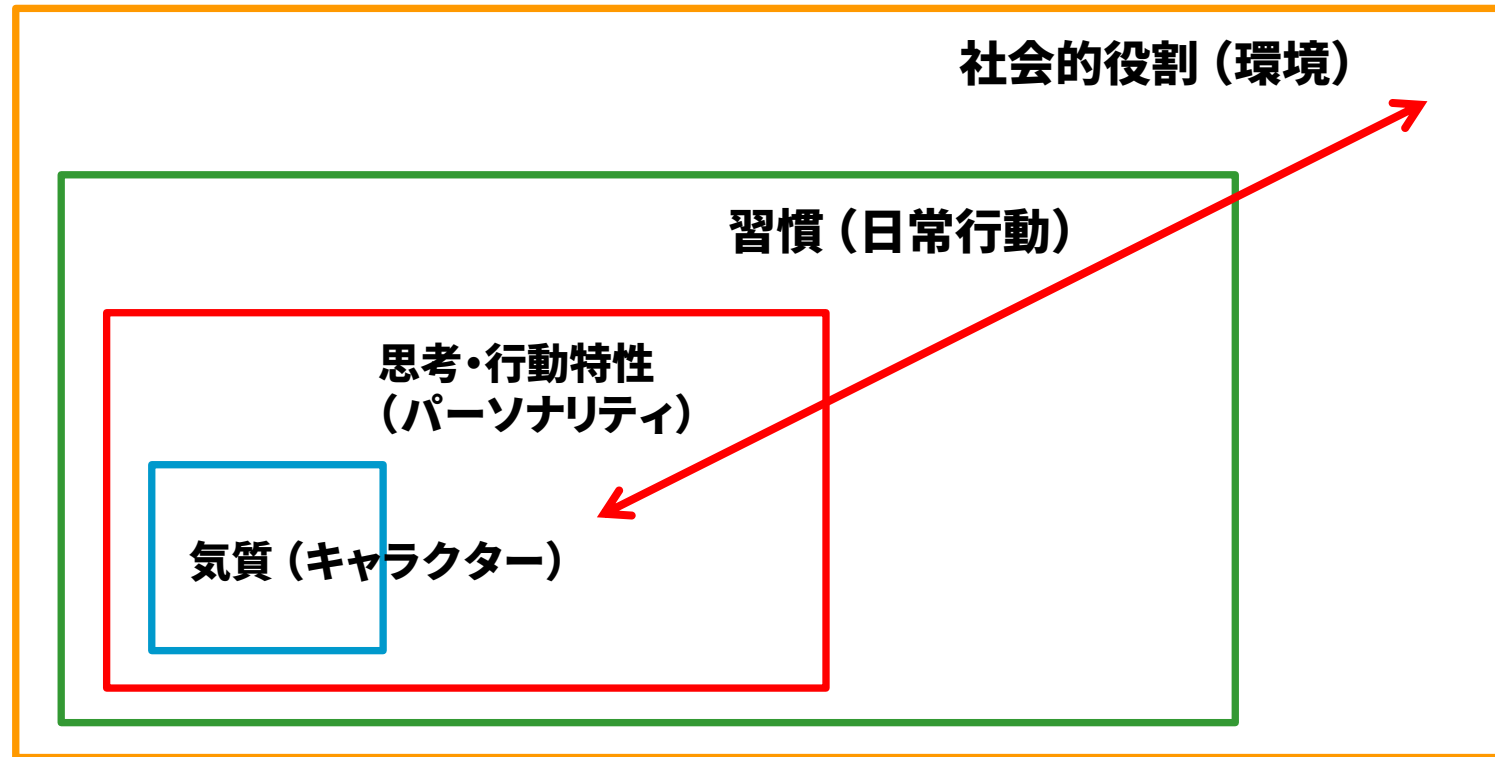 社会的役割（環境）
習慣（日常行動）
思考・行動特性
（パーソナリティ）
気質（キャラクター）